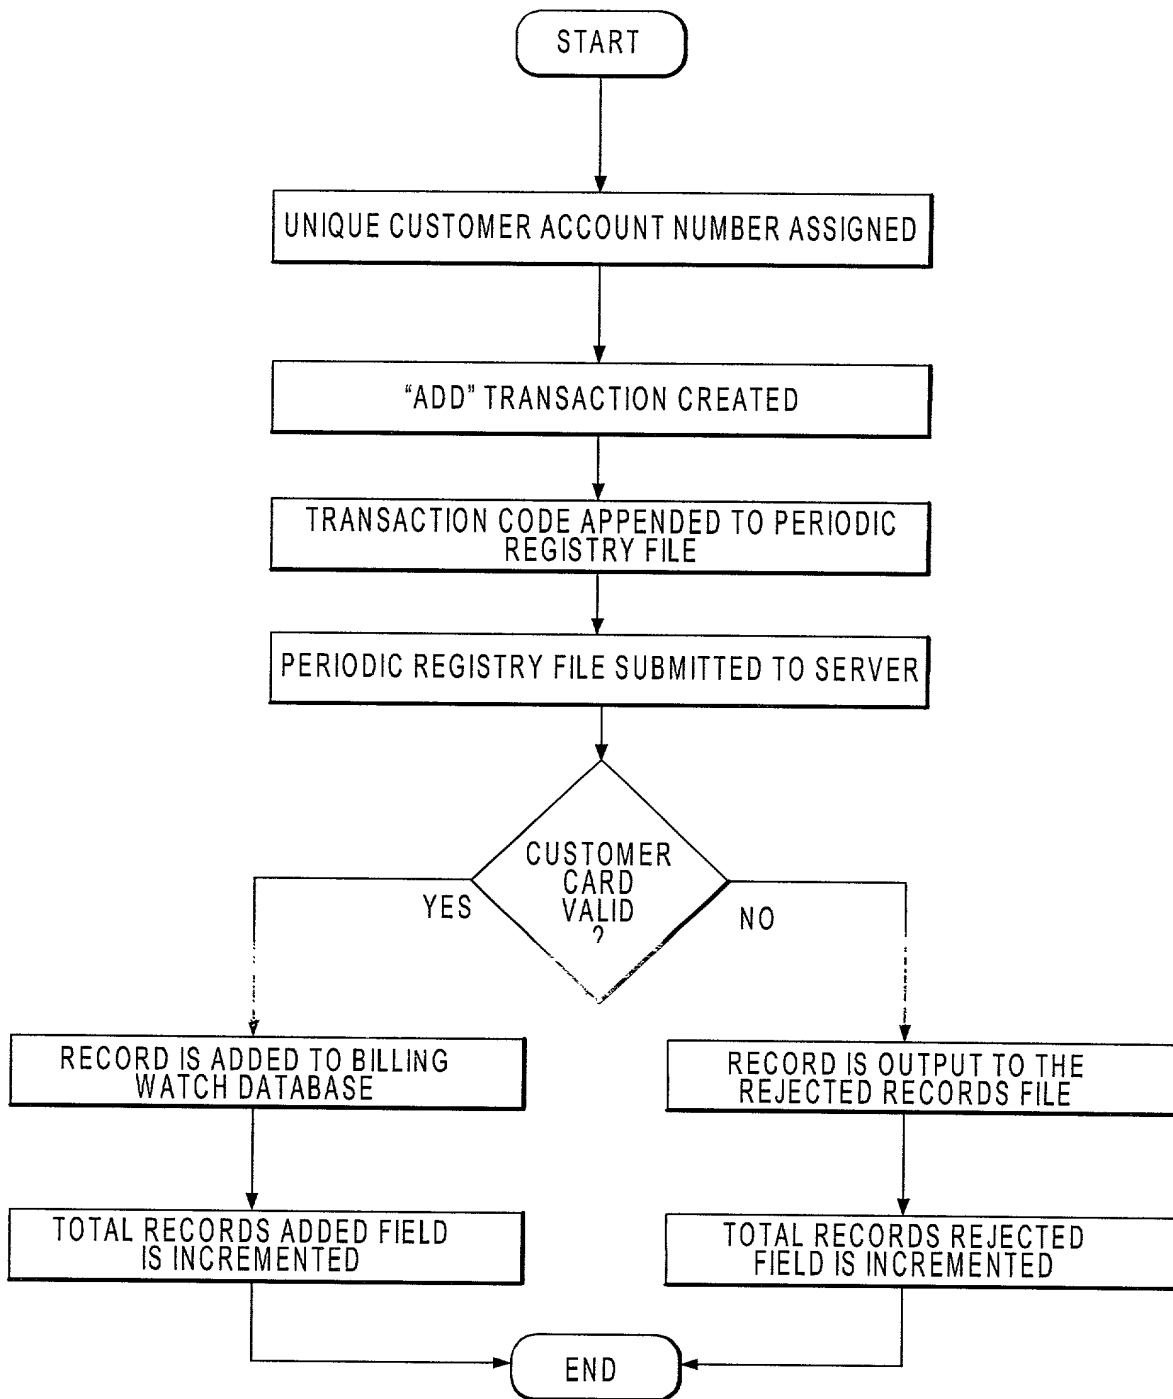 START
UNIQUE CUSTOMER ACCOUNT NUMBER ASSIGNED
“ADD” TRANSACTION CREATED
TRANSACTION CODE APPENDED TO PERIODIC
REGISTRY FILE
PERIODIC REGISTRY FILE SUBMITTED TO SERVER
CUSTOMER
CARD
VALID
?
YES
NO
RECORD IS ADDED TO BILLING
WATCH DATABASE
RECORD IS OUTPUT TO THE
REJECTED RECORDS FILE
TOTAL RECORDS ADDED FIELD
IS INCREMENTED
TOTAL RECORDS REJECTED
FIELD IS INCREMENTED
END